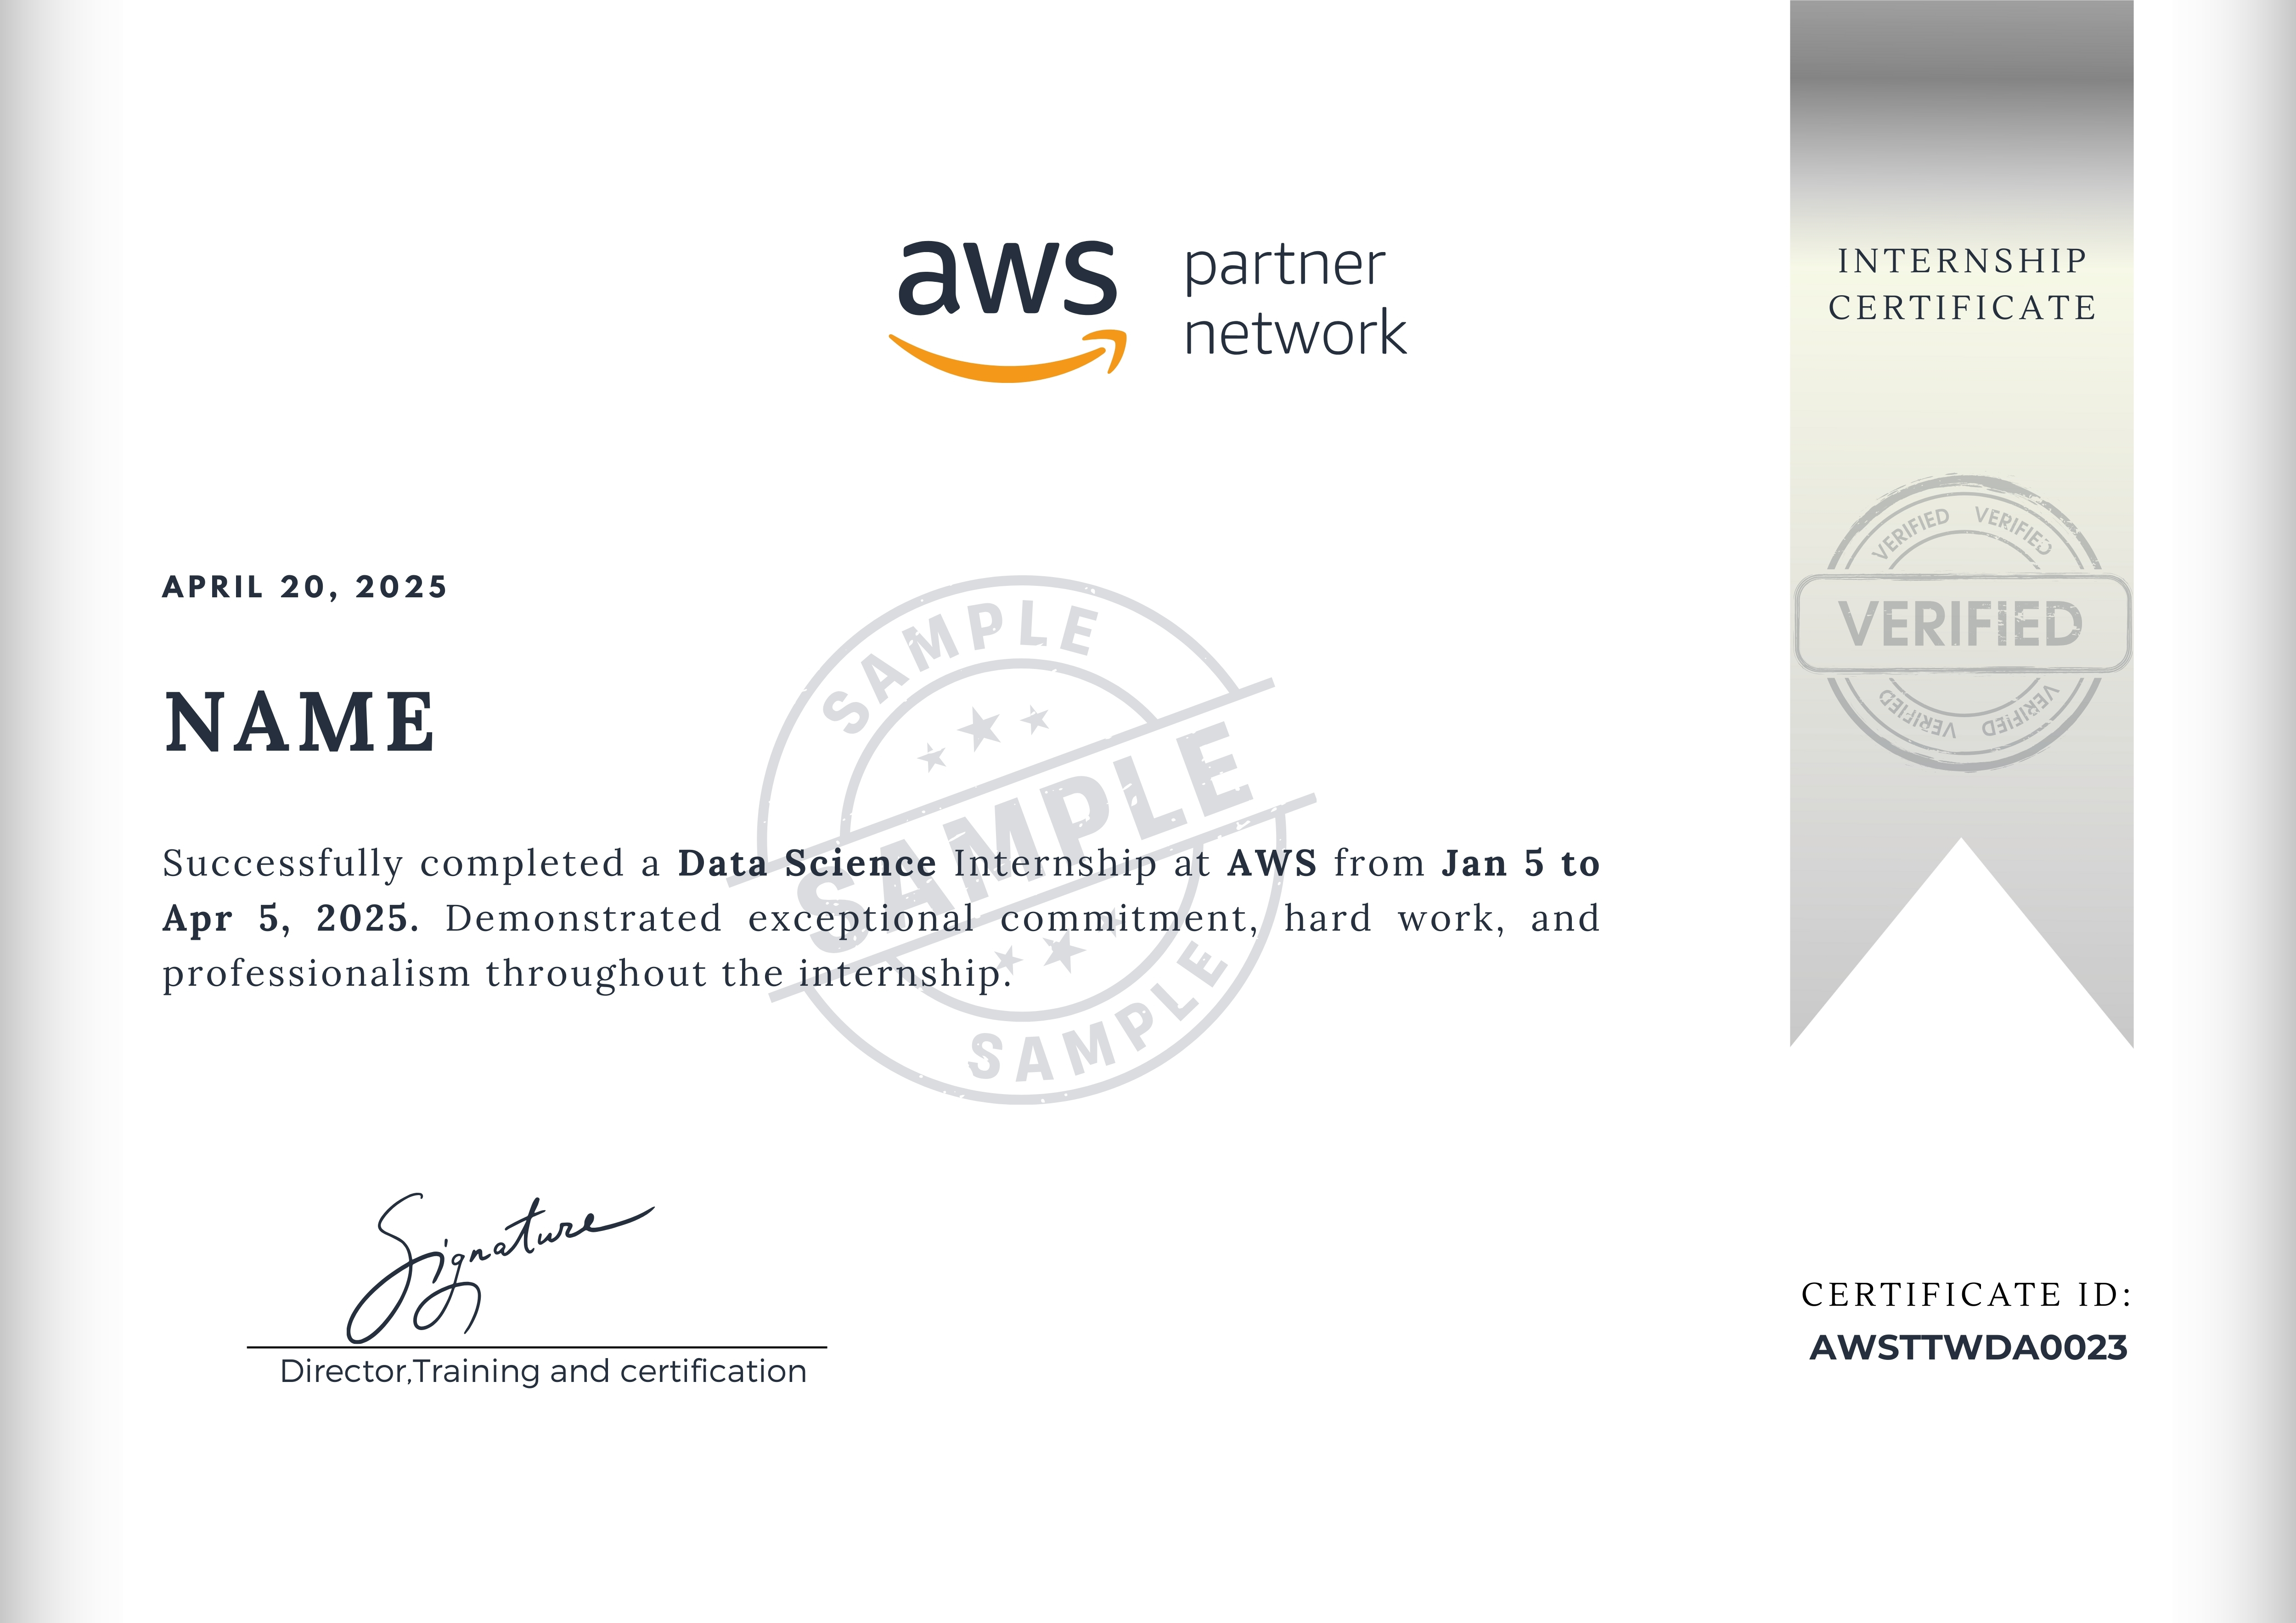 aws partner
network
INTERNSHIP
CERTIFICATE
VERIFIED VERIFIED
VERIFIED
VERIFIED VERIFIED
APRIL 20, 2025
NAME
SAMPLE
SAMPLE
SAMPLE
Successfully completed a Data Science Internship at AWS from Jan 5 to
Apr 5, 2025. Demonstrated exceptional commitment, hard work, and
professionalism throughout the internship.
Signature
Director,Training and certification
CERTIFICATE ID:
AWSTTWDA0023